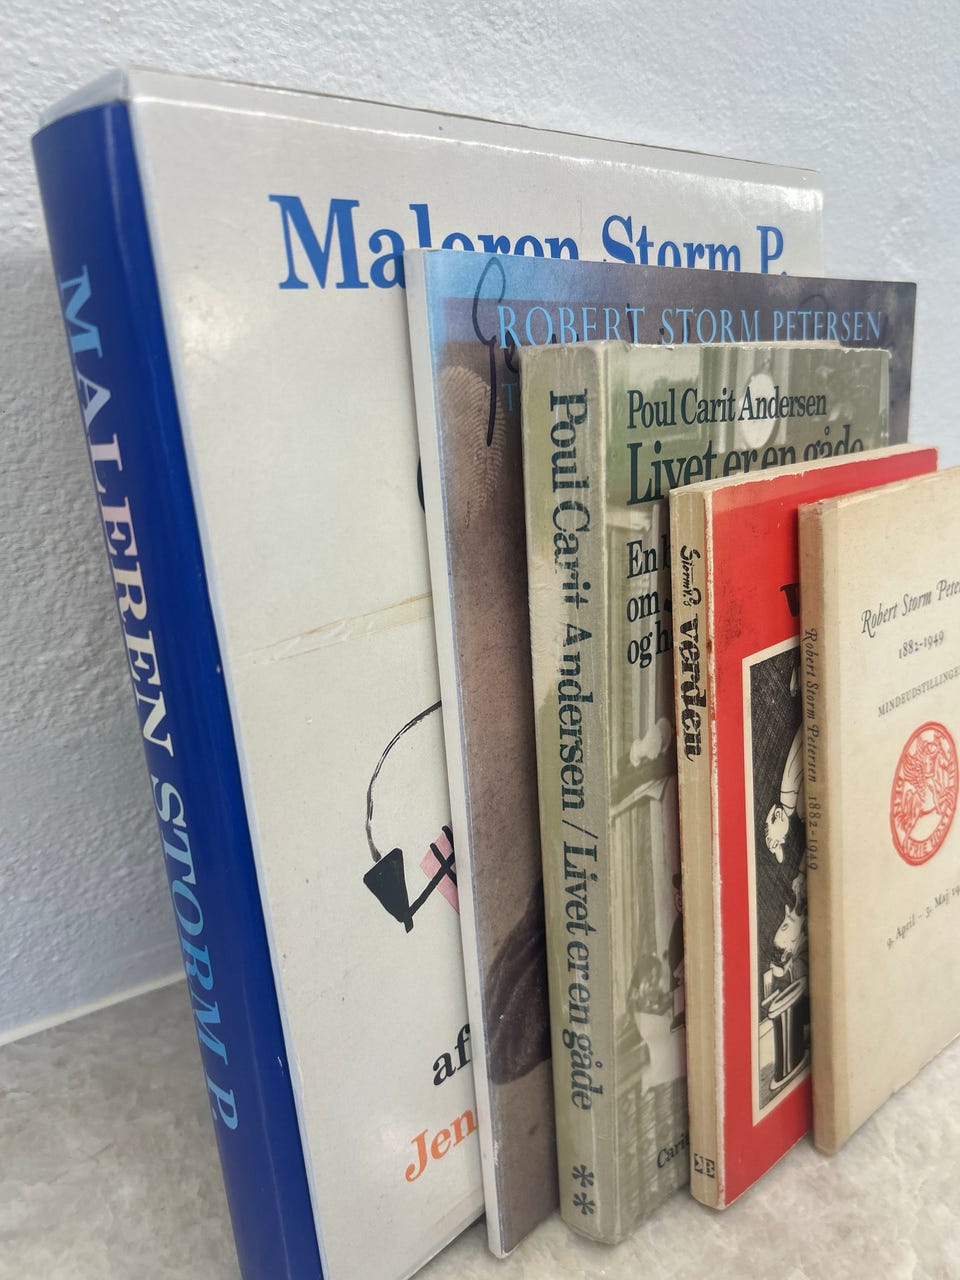 MALEREN STORM P.
Maleren Storm P.
af
Jen
ROBERT STORM PETERSEN
T
Poul Carit Andersen / Livet er en gåde
**
Poul Carit Andersen
Livet er en gåde
En b
om
og h
Carit
Storm P.'s verden
Robert Storm Petersen 1882-1949
Robert Storm Peter
1882-1949
MINDEUDSTILLINGE
9. April - 3. Maj 19